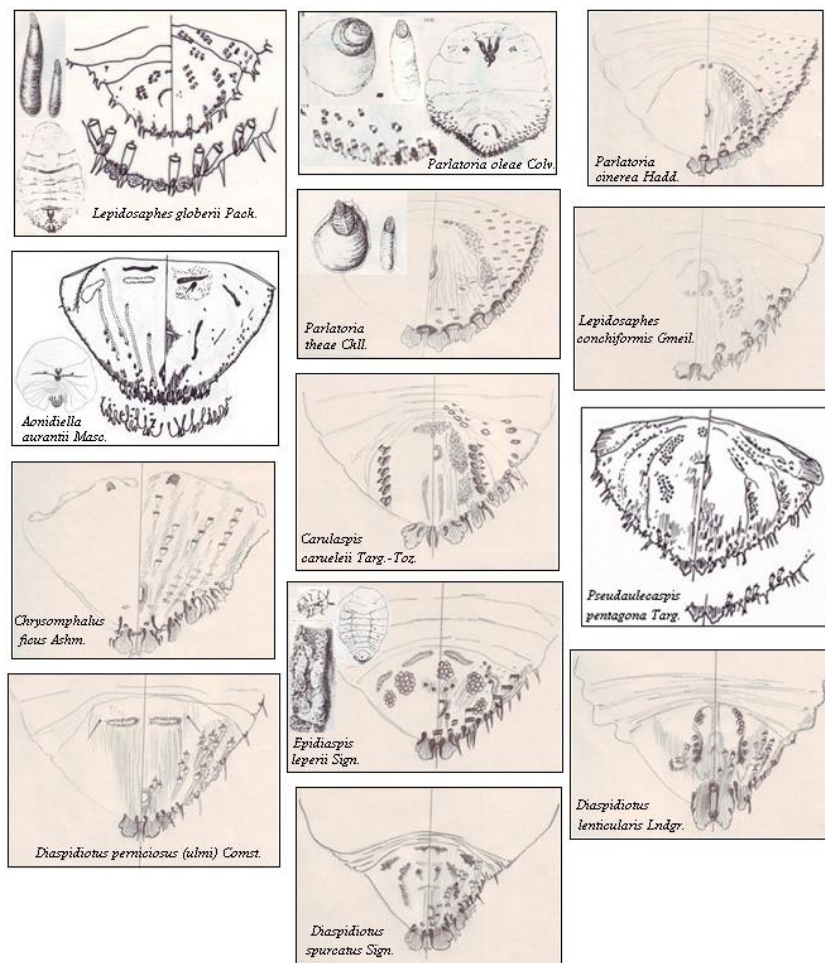 Lepidosaphes globerii Pack.
Parlatoria oleae Colv.
Parlatoria
cinerea Hadd.
Parlatoria
theae Ckll.
Lepidosaphes
conchiformis Gmeil.
Aonidiella
aurantii Masc.
Carulaspis
carueleii Targ.-Toz.
Pseudaulecaspis
pentagona Targ.
Chrysomphalus
ficus Ashm.
Epidiaspis
leperii Sign.
Diaspidiotus
lenticularis Lndgr.
Diaspidiotus perniciosus (ulmi) Comst.
Diaspidiotus
spurcatus Sign.